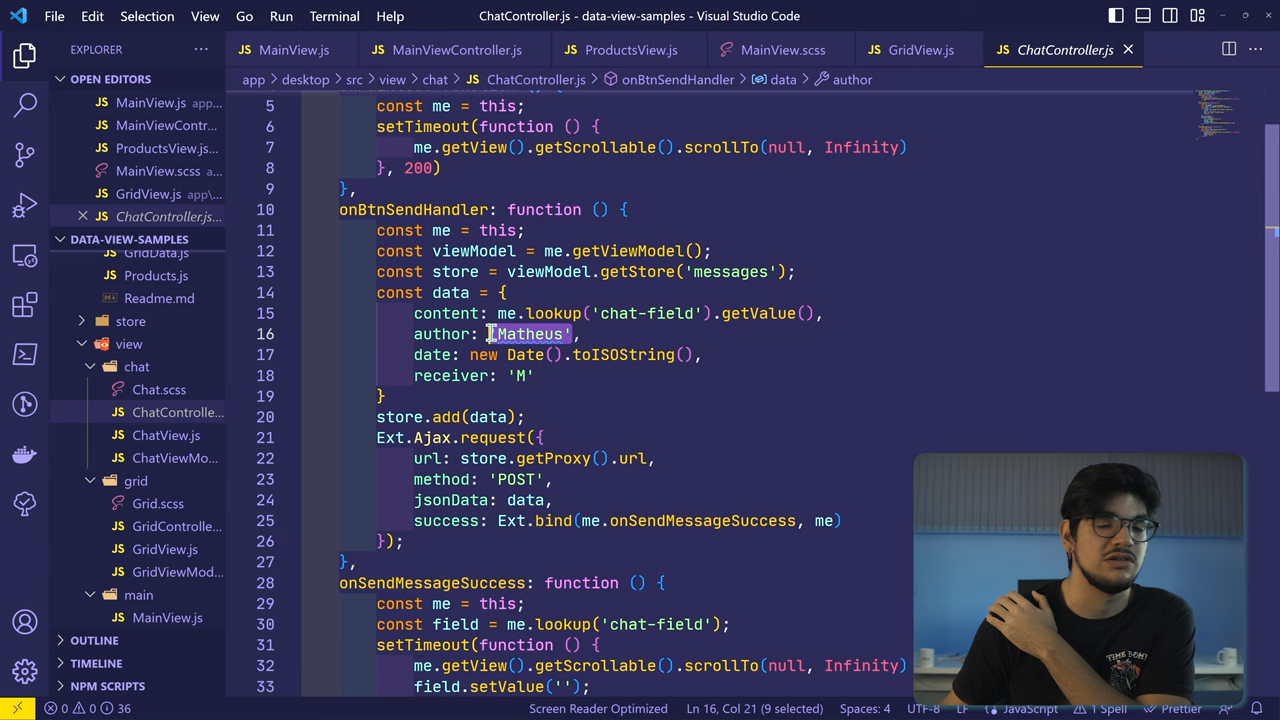 File Edit Selection View Go Run Terminal Help ChatController.js - data-view-samples - Visual Studio Code
EXPLORER
MainView.js MainViewController.js ProductsView.js MainView.scss GridView.js ChatController.js
OPEN EDITORS
app > desktop > src > view > chat > ChatController.js > onBtnSendHandler > data > author
MainView.js app...
MainViewContr...
ProductsView.js...
MainView.scss ap...
GridView.js app\...
ChatController.js...
DATA-VIEW-SAMPLES
GridData.js
Products.js
Readme.md
store
view
chat
Chat.scss
ChatControlle...
ChatView.js
ChatViewMo...
grid
Grid.scss
GridControlle...
GridView.js
GridViewMod...
main
MainView.js
OUTLINE
TIMELINE
NPM SCRIPTS
5 const me = this;
6 setTimeout(function () {
7 me.getView().getScrollable().scrollTo(null, Infinity)
8 }, 200)
9 },
10 onBtnSendHandler: function () {
11 const me = this;
12 const viewModel = me.getViewModel();
13 const store = viewModel.getStore('messages');
14 const data = {
15 content: me.lookup('chat-field').getValue(),
16 author: 'Matheus',
17 date: new Date().toISOString(),
18 receiver: 'M'
19 }
20 store.add(data);
21 Ext.Ajax.request({
22 url: store.getProxy().url,
23 method: 'POST',
24 jsonData: data,
25 success: Ext.bind(me.onSendMessageSuccess, me)
26 });
27 },
28 onSendMessageSuccess: function () {
29 const me = this;
30 const field = me.lookup('chat-field');
31 setTimeout(function () {
32 me.getView().getScrollable().scrollTo(null, Infinity)
33 field.setValue('');
TIME BOMB
0 0 36 Screen Reader Optimized Ln 16, Col 21 (9 selected) Spaces: 4 UTF-8 LF JavaScript 1 Spell Prettier